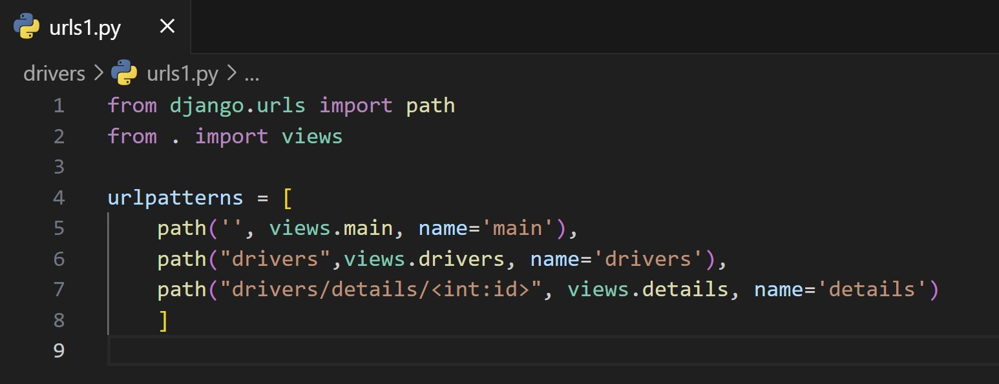 urls1.py
drivers > urls1.py > ...
1 from django.urls import path
2 from . import views
3
4 urlpatterns = [
5     path('', views.main, name='main'),
6     path("drivers",views.drivers, name='drivers'),
7     path("drivers/details/<int:id>", views.details, name='details')
8     ]
9